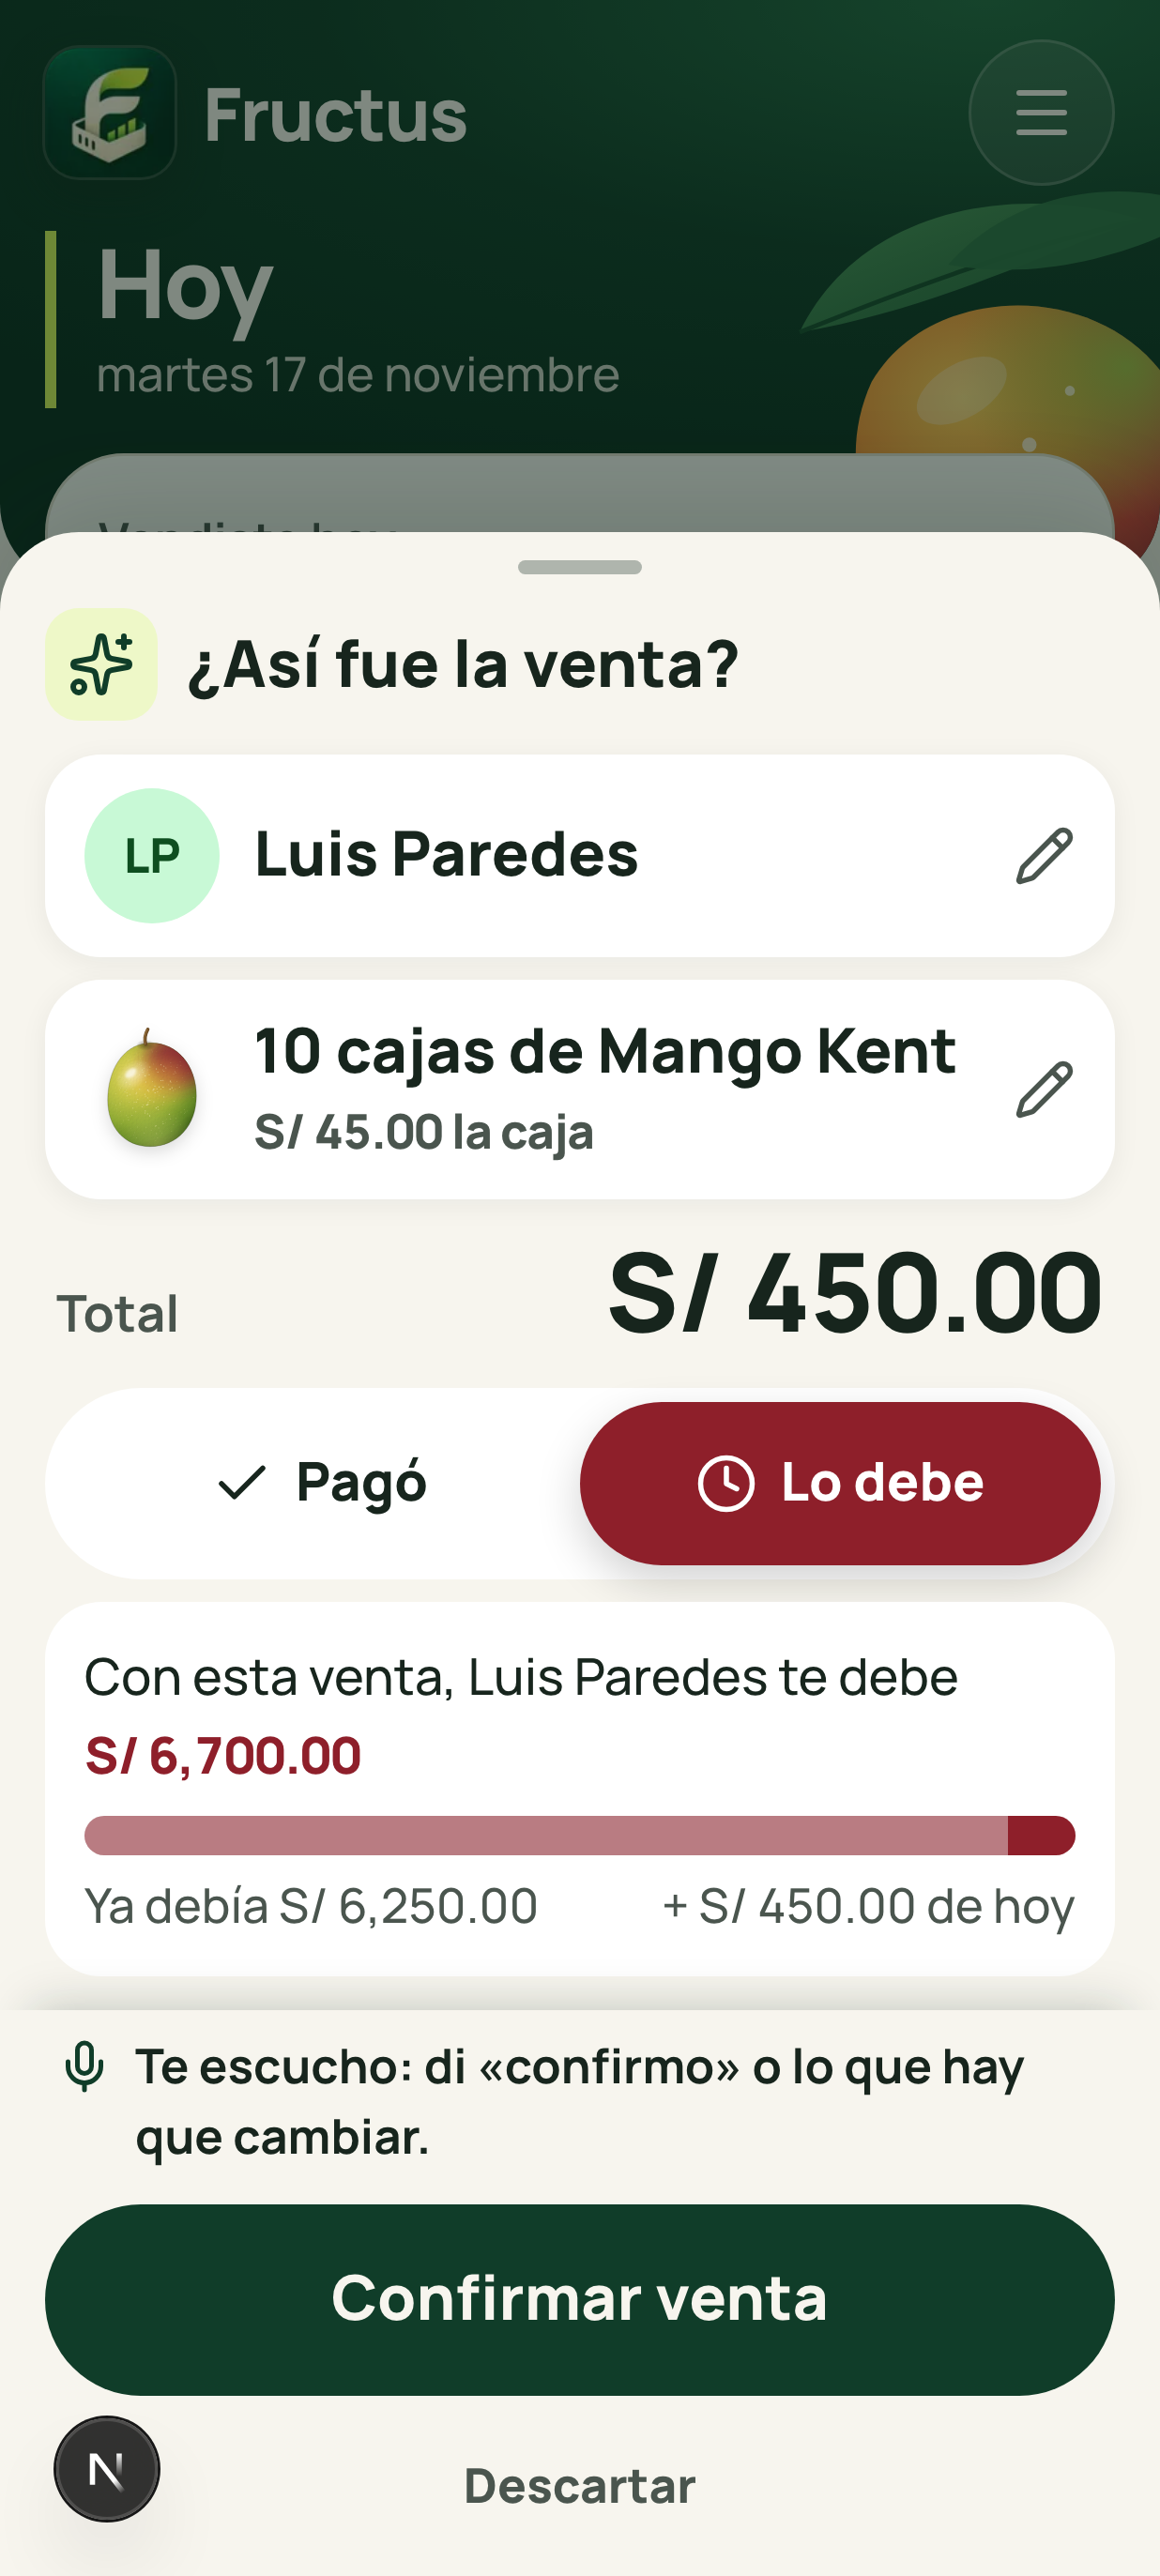 Fructus
Hoy
martes 17 de noviembre
¿Así fue la venta?
LP
Luis Paredes
10 cajas de Mango Kent
S/ 45.00 la caja
Total
S/ 450.00
Pagó
Lo debe
Con esta venta, Luis Paredes te debe
S/ 6,700.00
Ya debía S/ 6,250.00
+ S/ 450.00 de hoy
Te escucho: di «confirmo» o lo que hay
que cambiar.
Confirmar venta
N
Descartar